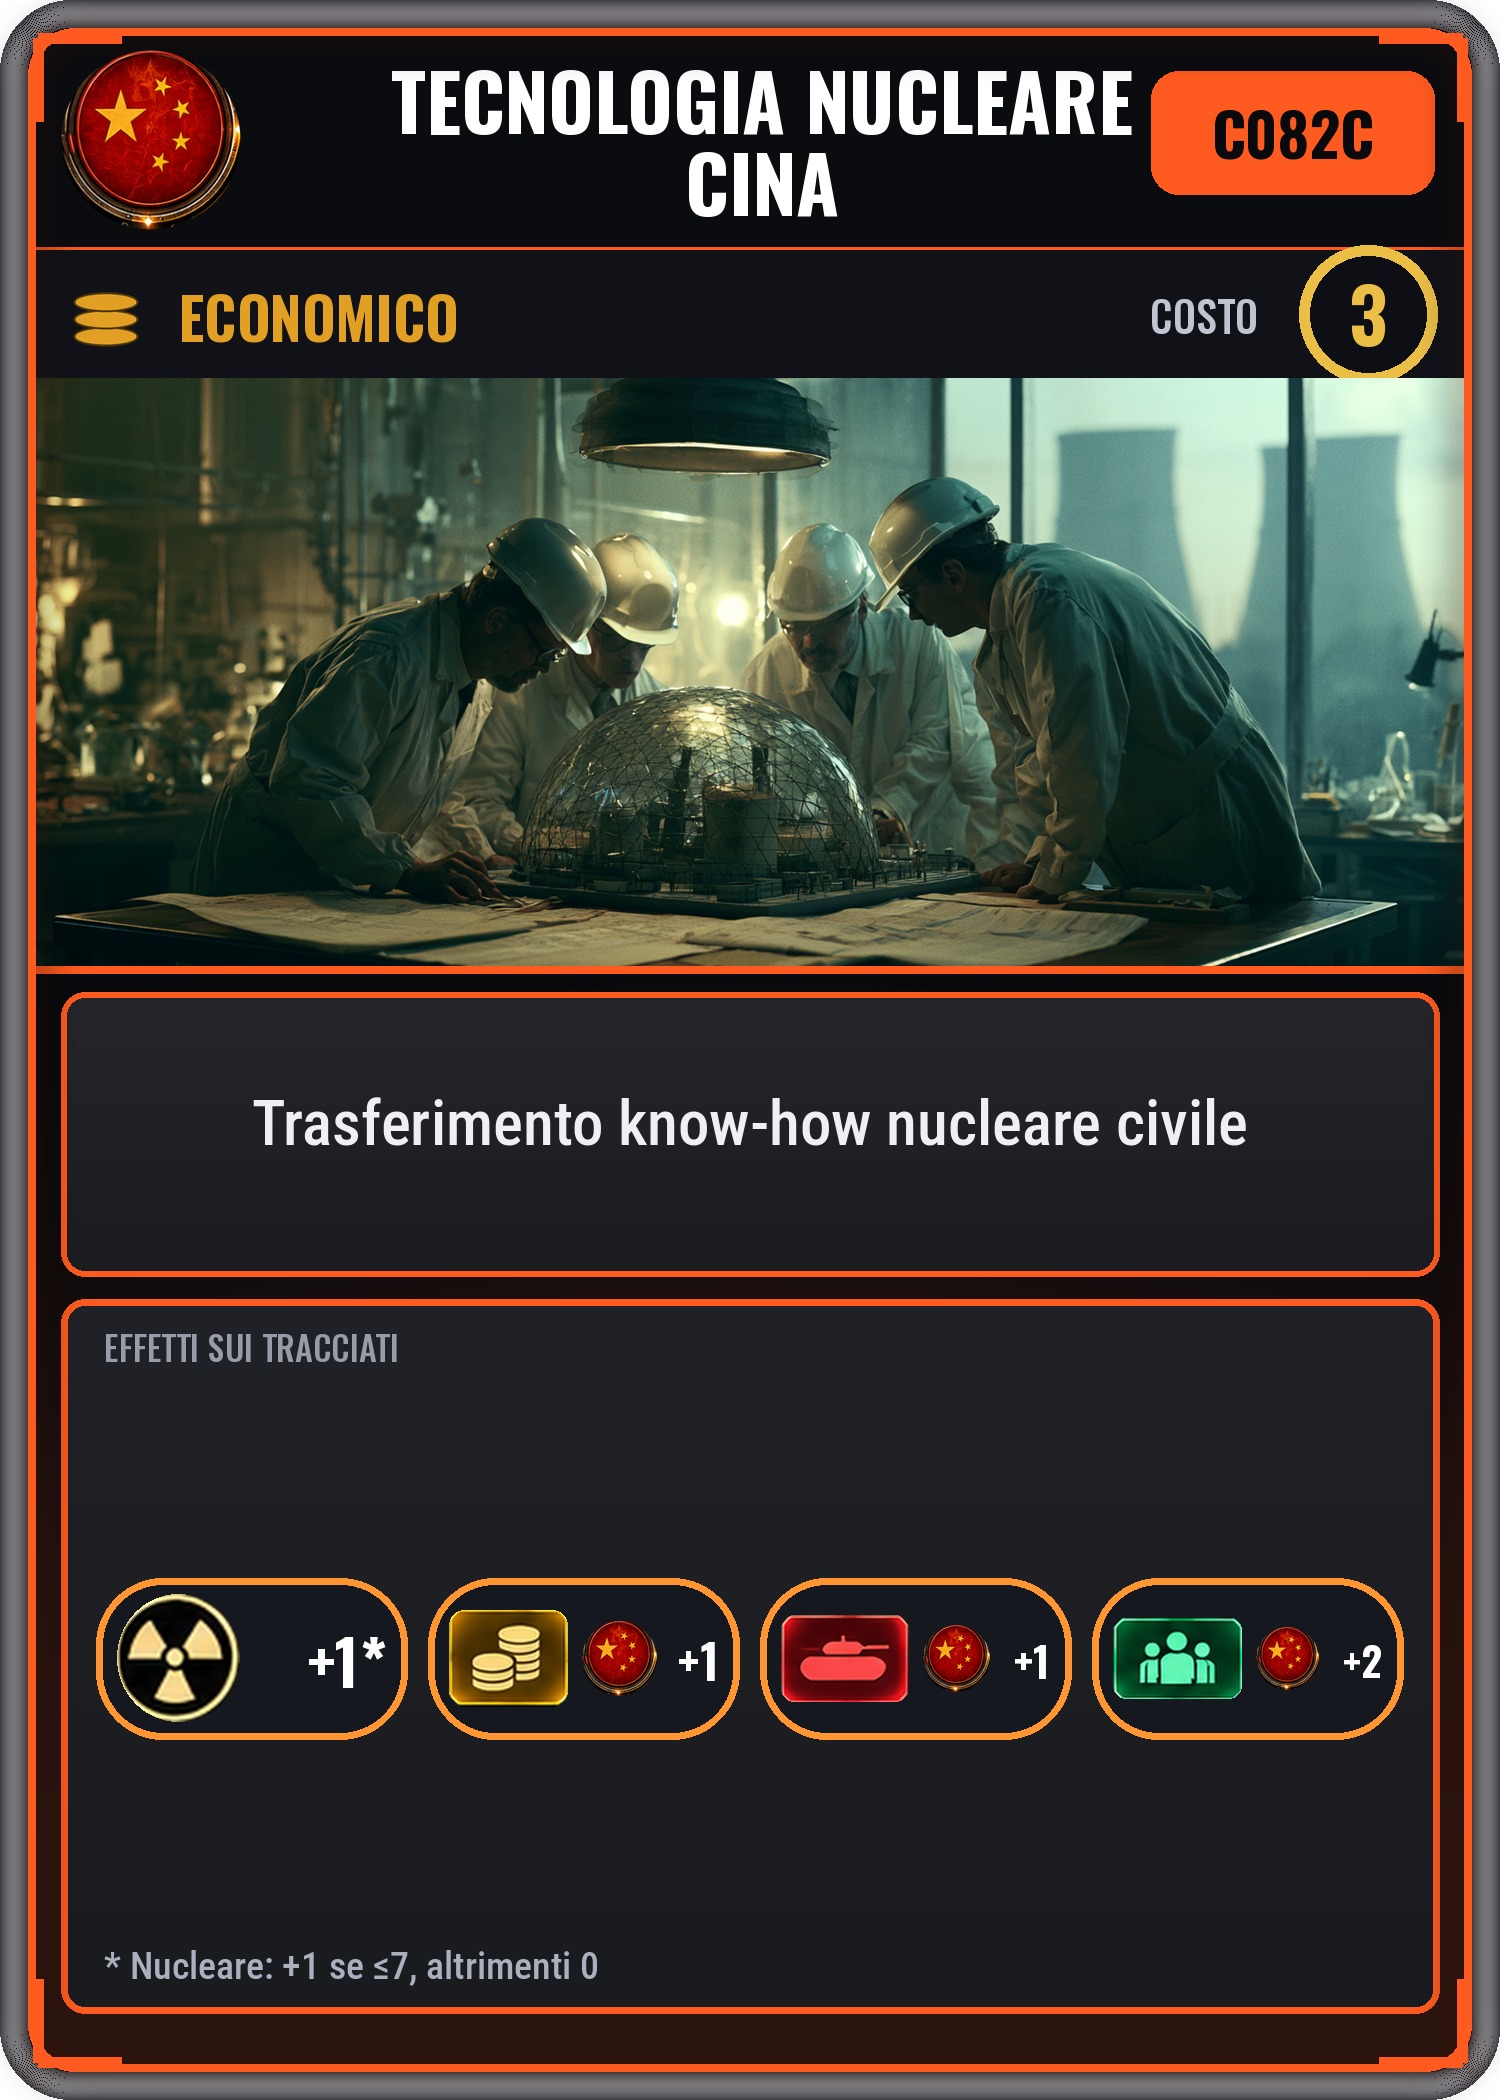 TECNOLOGIA NUCLEARE
CINA
C082C
ECONOMICO
COSTO
3
Trasferimento know-how nucleare civile
EFFETTI SUI TRACCIATI
+1*
+1
+1
+2
* Nucleare: +1 se ≤7, altrimenti 0